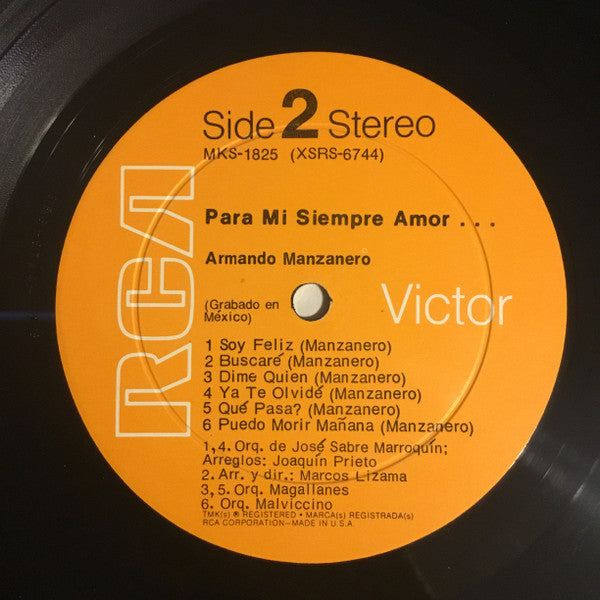 Side 2 Stereo
MKS-1825 (XSRS-6744)
RCA
Para Mi Siempre Amor . . .
Armando Manzanero
(Grabado en
México)
Victor
1 Soy Feliz (Manzanero)
2 Buscaré (Manzanero)
3 Dime Quien (Manzanero)
4 Ya Te Olvidé (Manzanero)
5 Qué Pasa? (Manzanero)
6 Puedo Morir Mañana (Manzanero)
1,4. Orq. de José Sabre Marroquín;
Arreglos: Joaquín Prieto
2. Arr. y dir.: Marcos Lizama
3, 5. Orq. Magallanes
6. Orq. Malviccino
TMK(s) ® REGISTERED • MARCA(s) REGISTRADA(s)
RCA CORPORATION—MADE IN U.S.A.